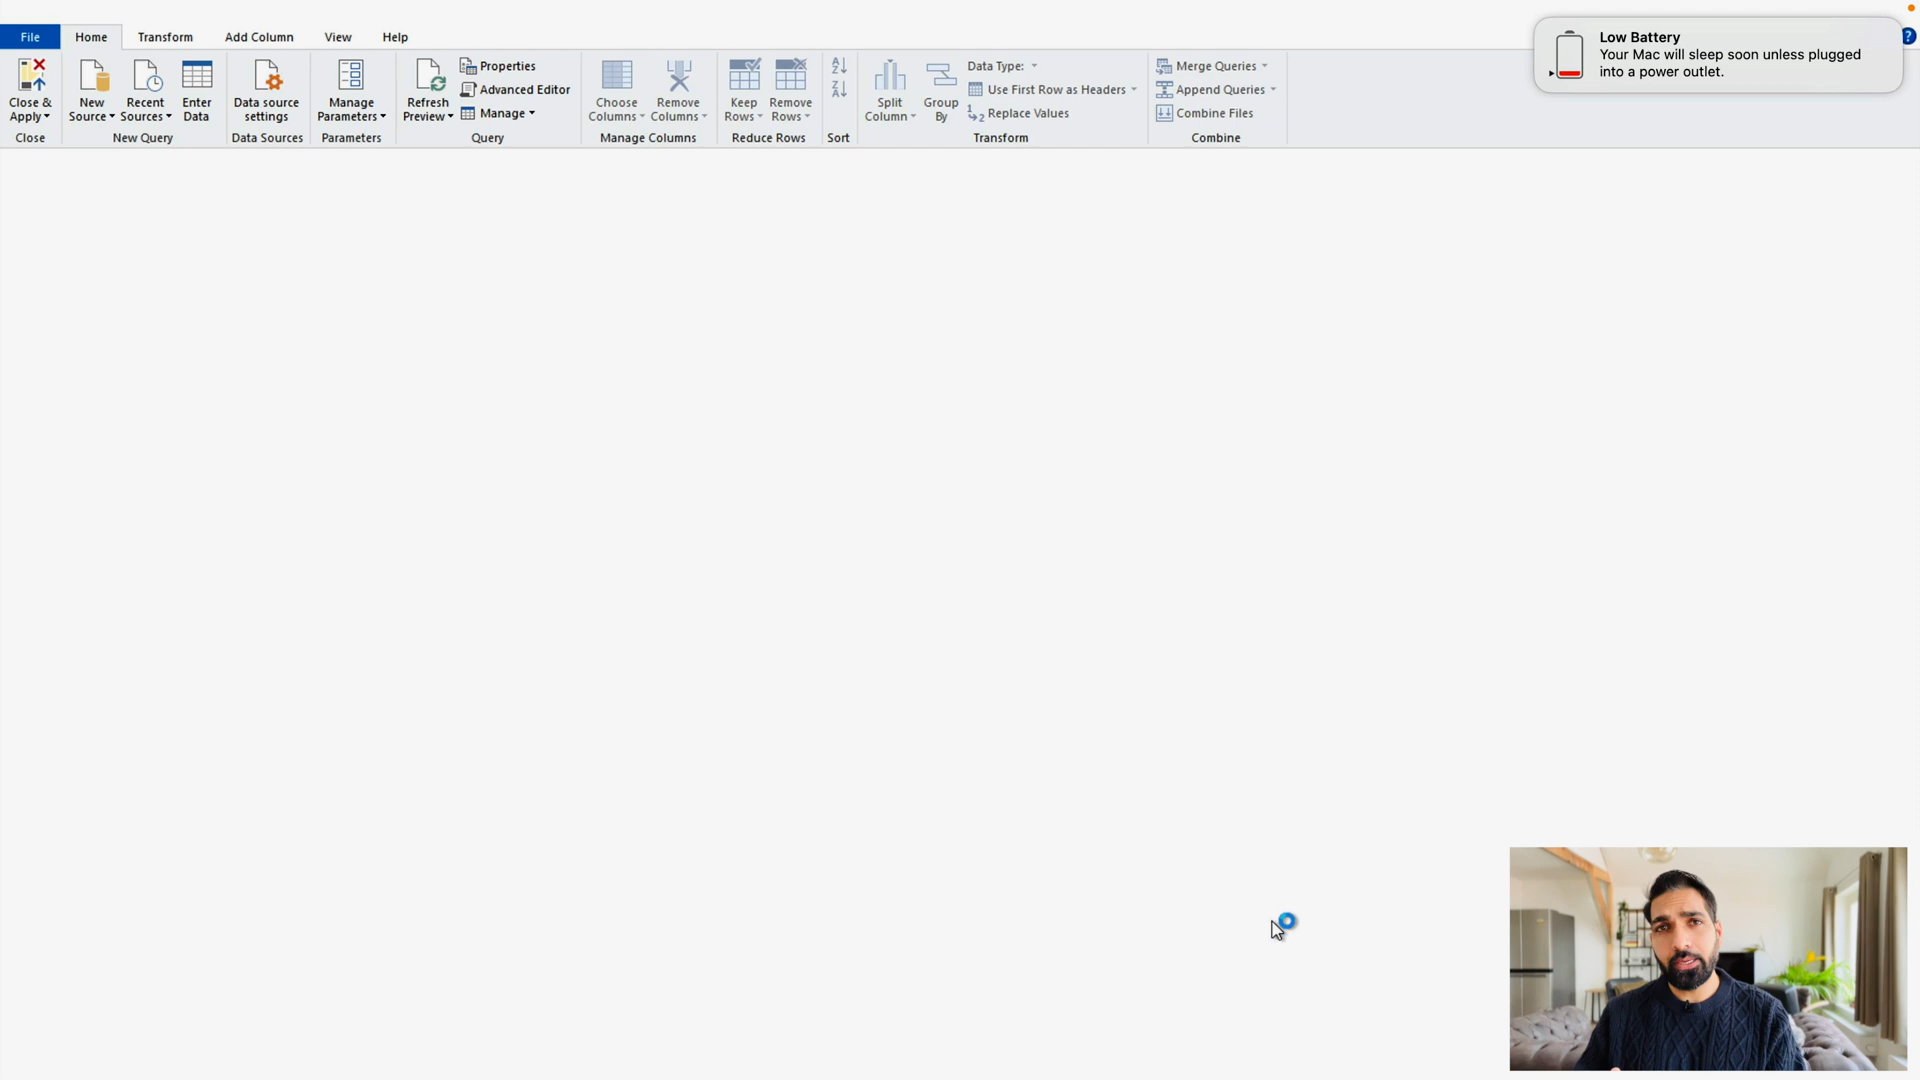 File Home Transform Add Column View Help
Low Battery
Your Mac will sleep soon unless plugged
into a power outlet.
?
Close &
Apply
Close
New
Source
Recent
Sources
Enter
Data
New Query
Data source
settings
Data Sources
Manage
Parameters
Parameters
Refresh
Preview
Properties
Advanced Editor
Manage
Query
Choose
Columns
Remove
Columns
Manage Columns
Keep
Rows
Remove
Rows
Reduce Rows
A
Z
Z
A
Sort
Split
Column
Group
By
Data Type:
Use First Row as Headers
1
2 Replace Values
Transform
Merge Queries
Append Queries
Combine Files
Combine